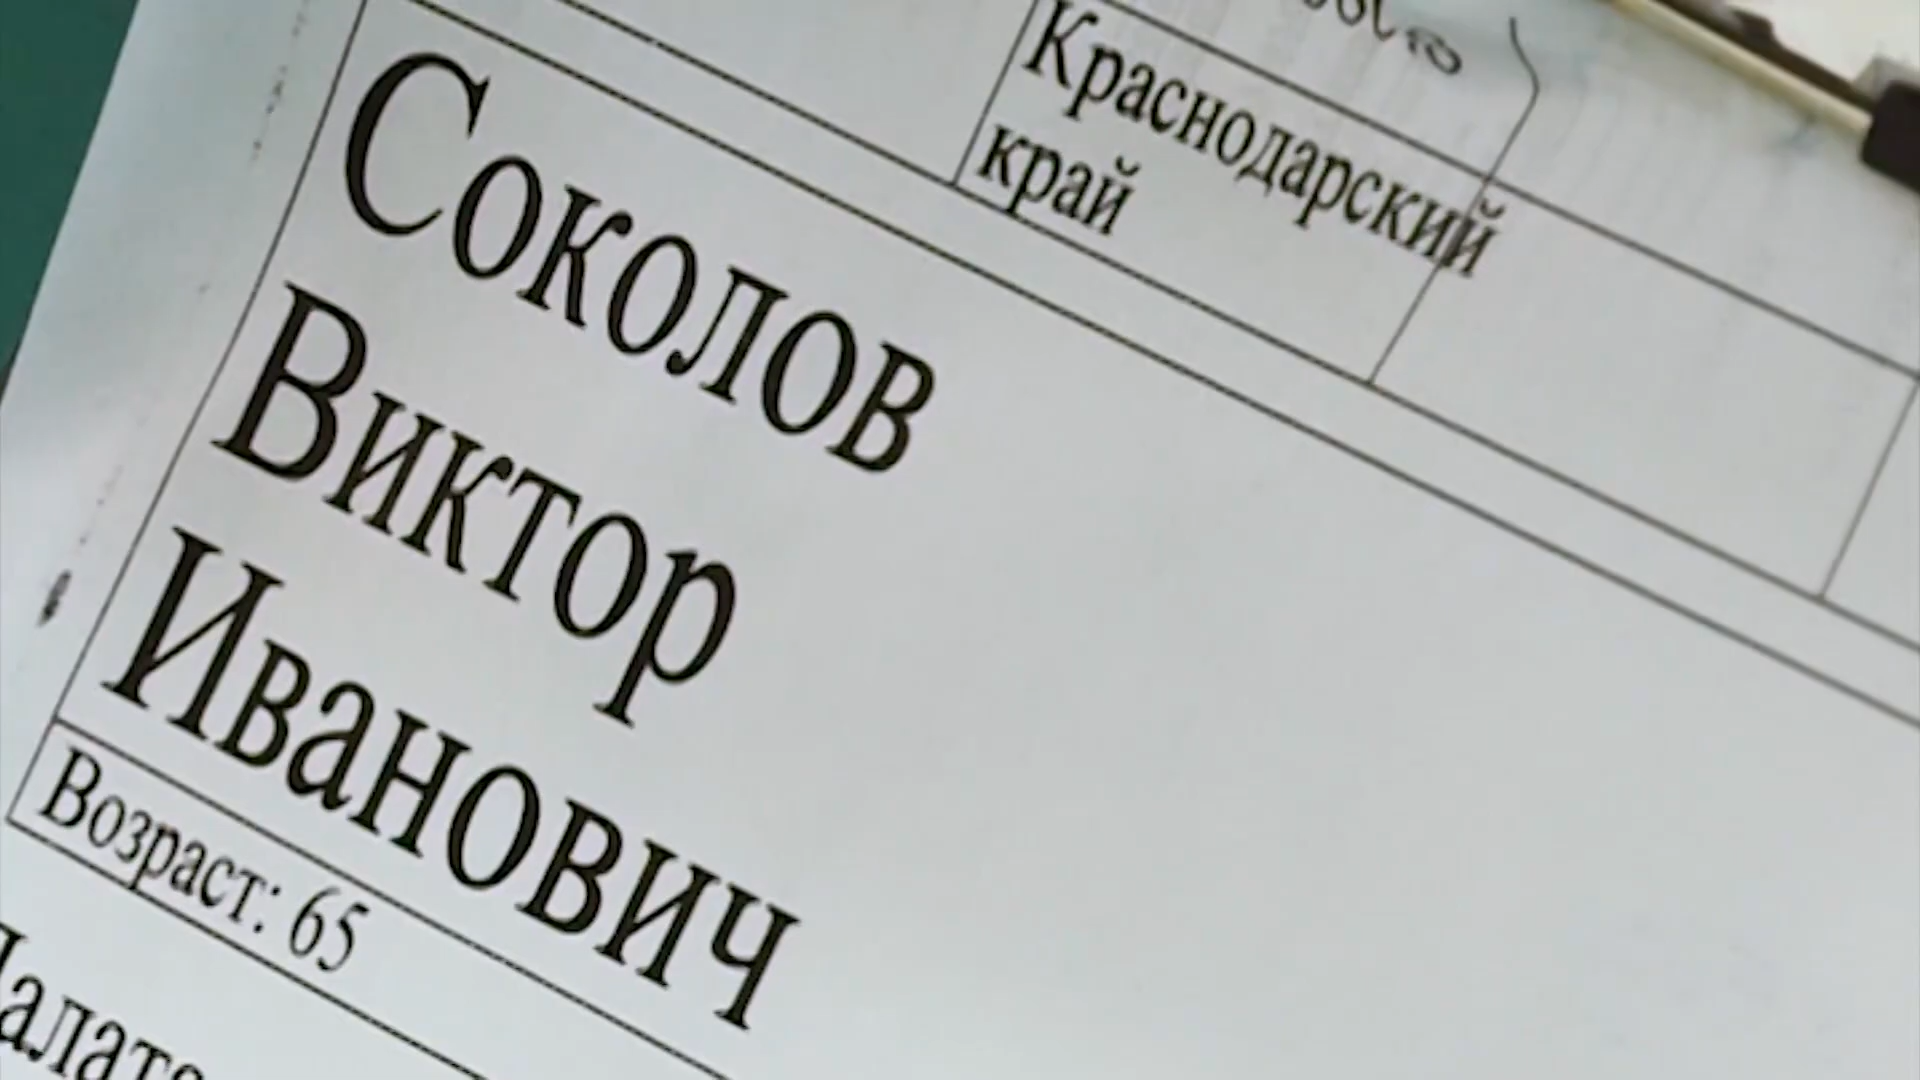 Краснодарский
край
Соколов
Виктор
Иванович
Возраст: 65